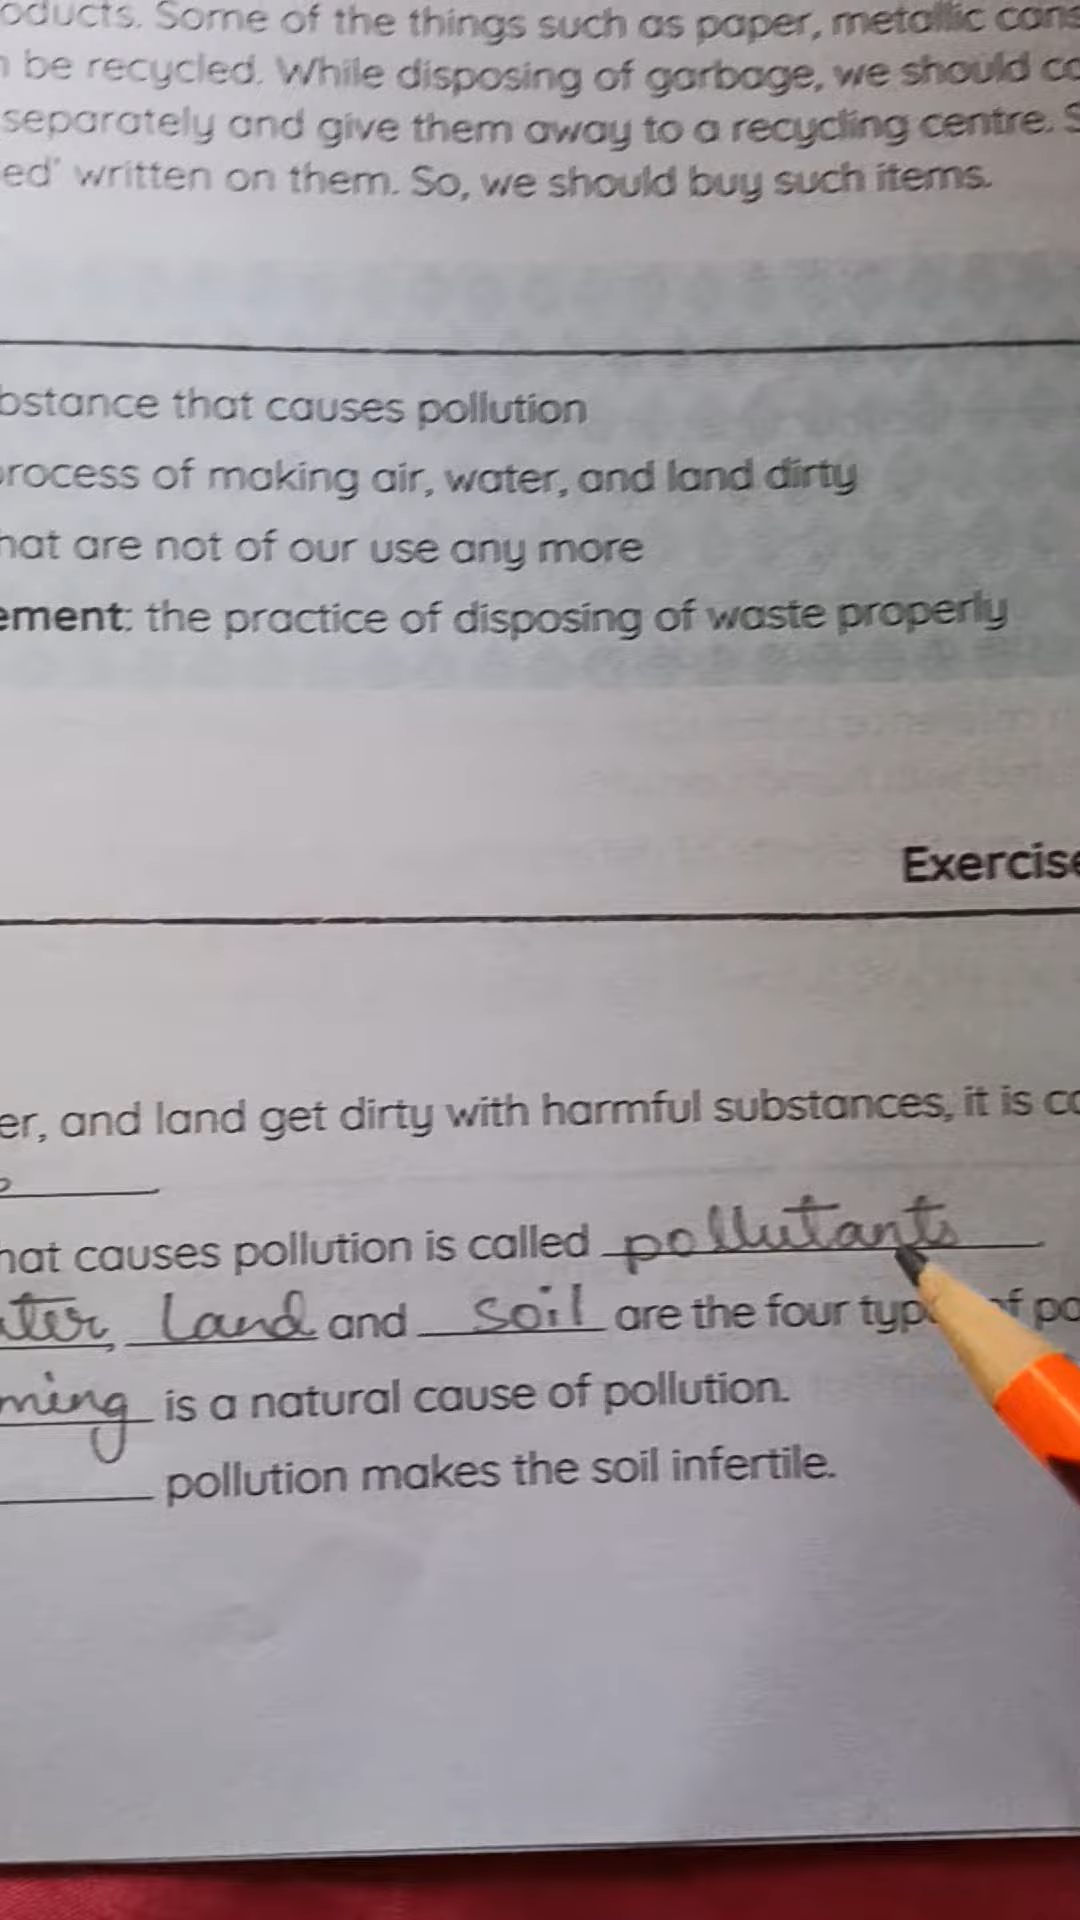 oducts. Some of the things such as paper, metallic cans
be recycled. While disposing of garbage, we should co
separately and give them away to a recycling centre. S
ed' written on them. So, we should buy such items.
bstance that causes pollution
rocess of making air, water, and land dirty
hat are not of our use any more
ement: the practice of disposing of waste properly
Exercise
er, and land get dirty with harmful substances, it is ca
hat causes pollution is called pollutants
ter, Land and soil are the four typ of po
ming is a natural cause of pollution.
pollution makes the soil infertile.